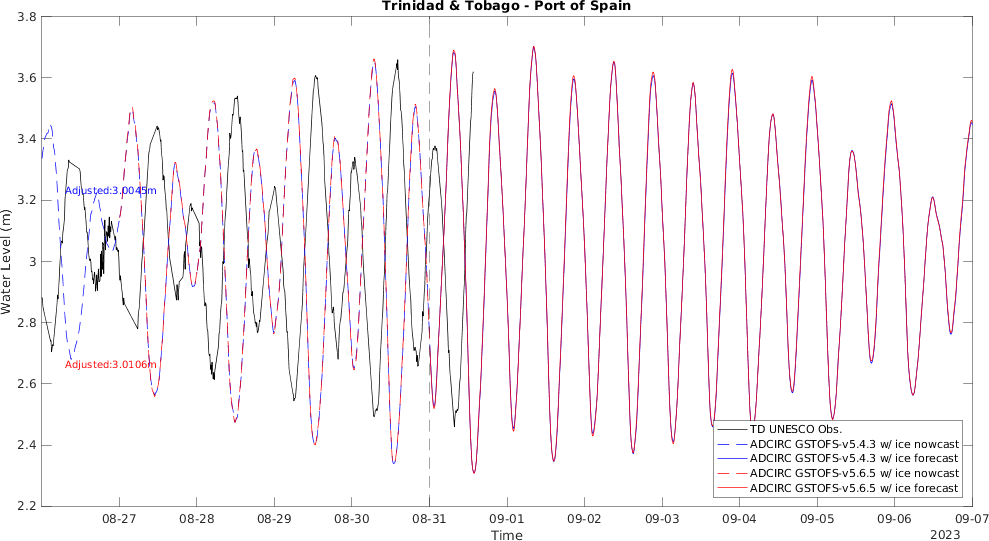 Trinidad & Tobago - Port of Spain
3.8
3.6
3.4
3.2
3
2.8
2.6
2.4
2.2
Water Level (m)
Adjusted:3.0045m
Adjusted:3.0106m
TD UNESCO Obs.
ADCIRC GSTOFS-v5.4.3 w/ ice nowcast
ADCIRC GSTOFS-v5.4.3 w/ ice forecast
ADCIRC GSTOFS-v5.6.5 w/ ice nowcast
ADCIRC GSTOFS-v5.6.5 w/ ice forecast
08-27 08-28 08-29 08-30 08-31 09-01 09-02 09-03 09-04 09-05 09-06 09-07
Time
2023